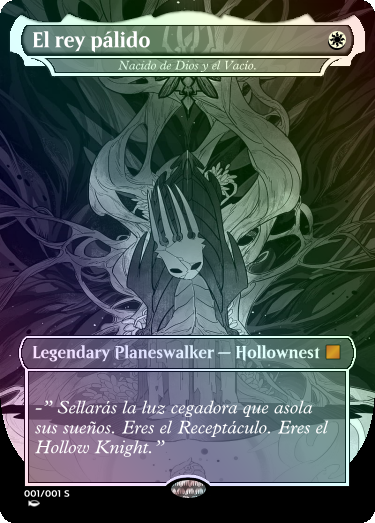 El rey pálido
Nacido de Dios y el Vacío.
Legendary Planeswalker — Hollownest
-” Sellarás la luz cegadora que asola
sus sueños. Eres el Receptáculo. Eres el
Hollow Knight.”
001/001 S